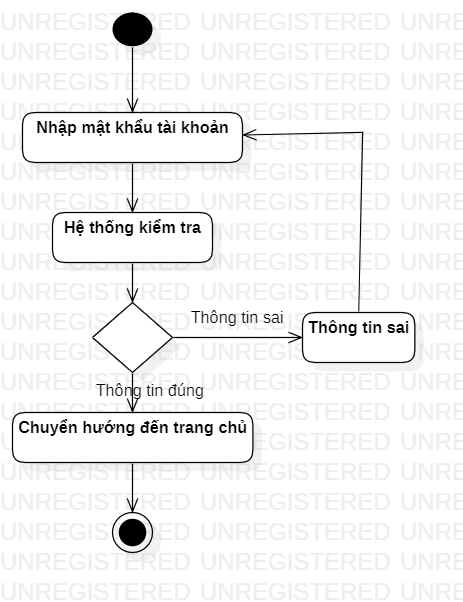 Nhập mật khẩu tài khoản
Hệ thống kiểm tra
Thông tin sai
Thông tin sai
Thông tin đúng
Chuyển hướng đến trang chủ
UNREGISTERED